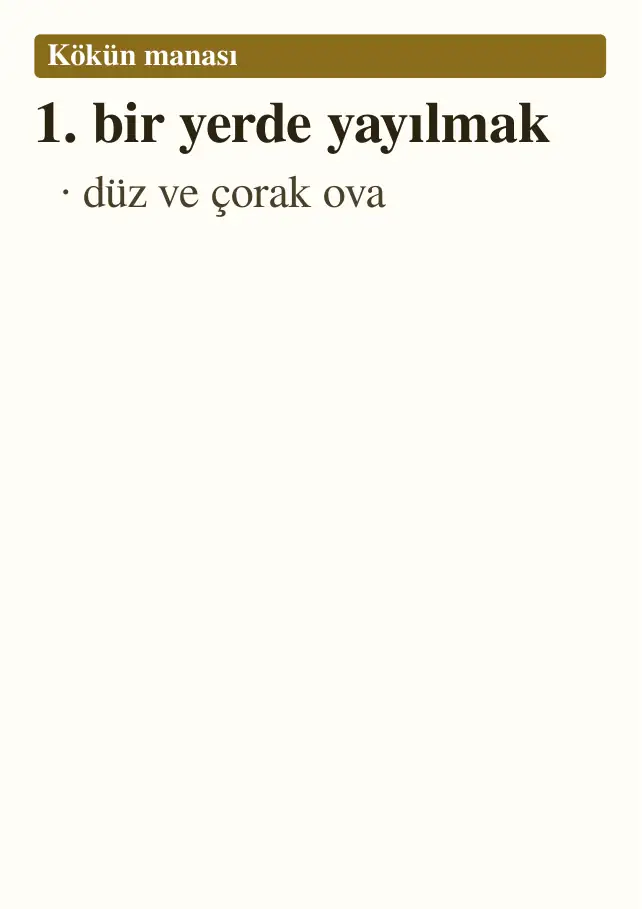 Kökün manası
1. bir yerde yayılmak
· düz ve çorak ova